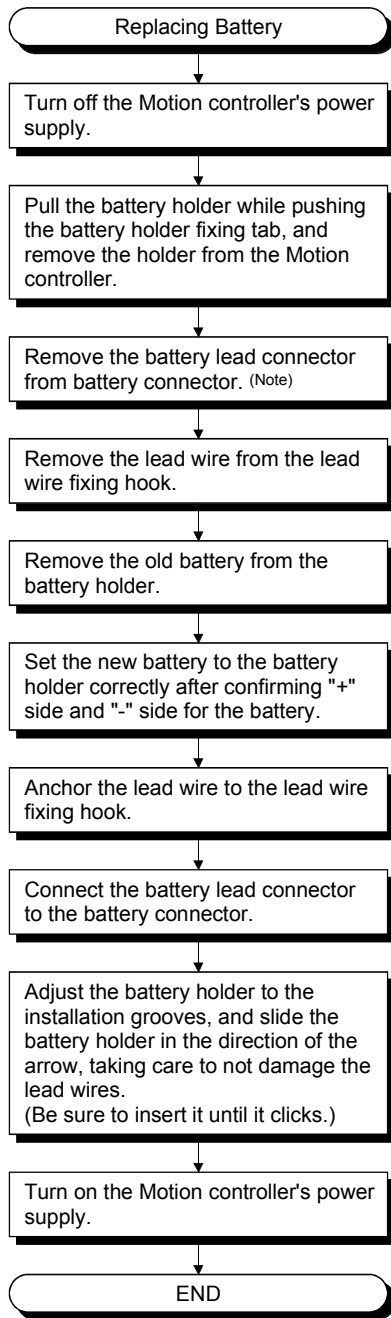 Replacing Battery
Turn off the Motion controller's power
supply.
Pull the battery holder while pushing
the battery holder fixing tab, and
remove the holder from the Motion
controller.
Remove the battery lead connector
from battery connector. (Note)
Remove the lead wire from the lead
wire fixing hook.
Remove the old battery from the
battery holder.
Set the new battery to the battery
holder correctly after confirming "+"
side and "-" side for the battery.
Anchor the lead wire to the lead wire
fixing hook.
Connect the battery lead connector
to the battery connector.
Adjust the battery holder to the
installation grooves, and slide the
battery holder in the direction of the
arrow, taking care to not damage the
lead wires.
(Be sure to insert it until it clicks.)
Turn on the Motion controller's power
supply.
END